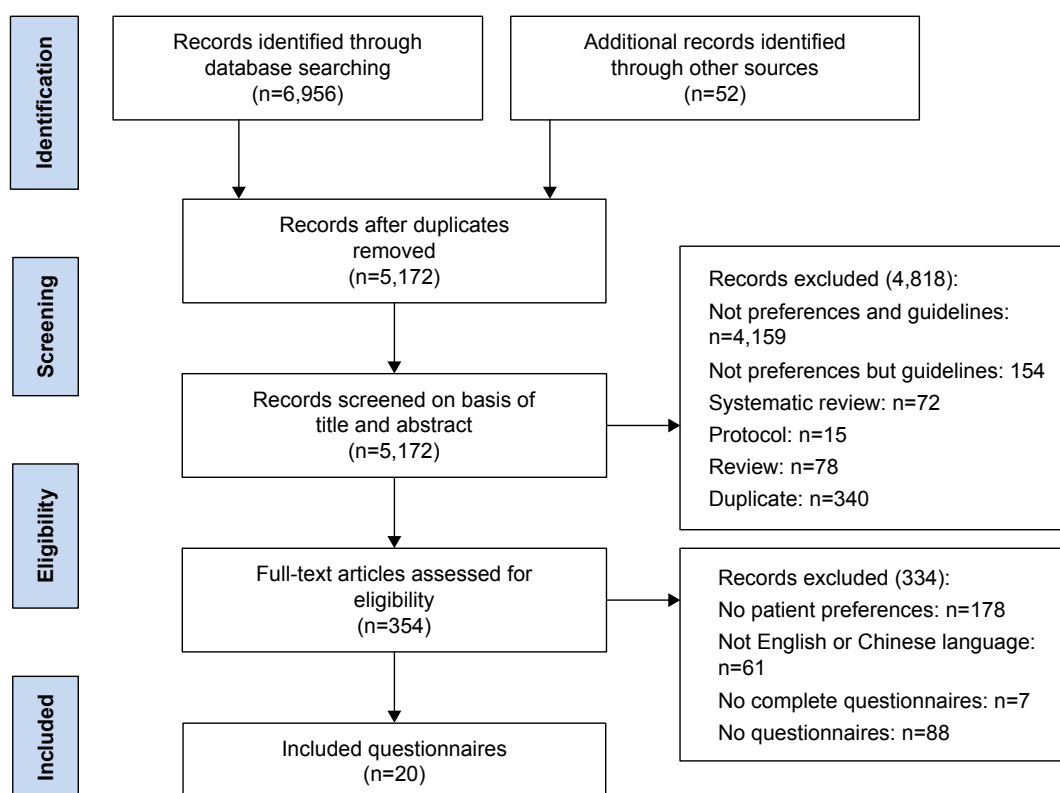 Identification
Records identified through
database searching
(n=6,956)
Additional records identified
through other sources
(n=52)
Records after duplicates
removed
(n=5,172)
Screening
Records screened on basis of
title and abstract
(n=5,172)
Records excluded (4,818):
Not preferences and guidelines:
n=4,159
Not preferences but guidelines: 154
Systematic review: n=72
Protocol: n=15
Review: n=78
Duplicate: n=340
Eligibility
Full-text articles assessed for
eligibility
(n=354)
Records excluded (334):
No patient preferences: n=178
Not English or Chinese language:
n=61
No complete questionnaires: n=7
No questionnaires: n=88
Included
Included questionnaires
(n=20)